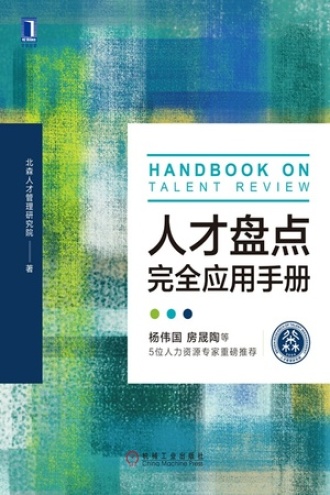 北森人才管理研究院
著
HANDBOOK ON
TALENT REVIEW
人才盘点
完全应用手册
杨伟国 房晟陶等
5位人力资源专家重磅推荐
机械工业出版社
China Machine Press